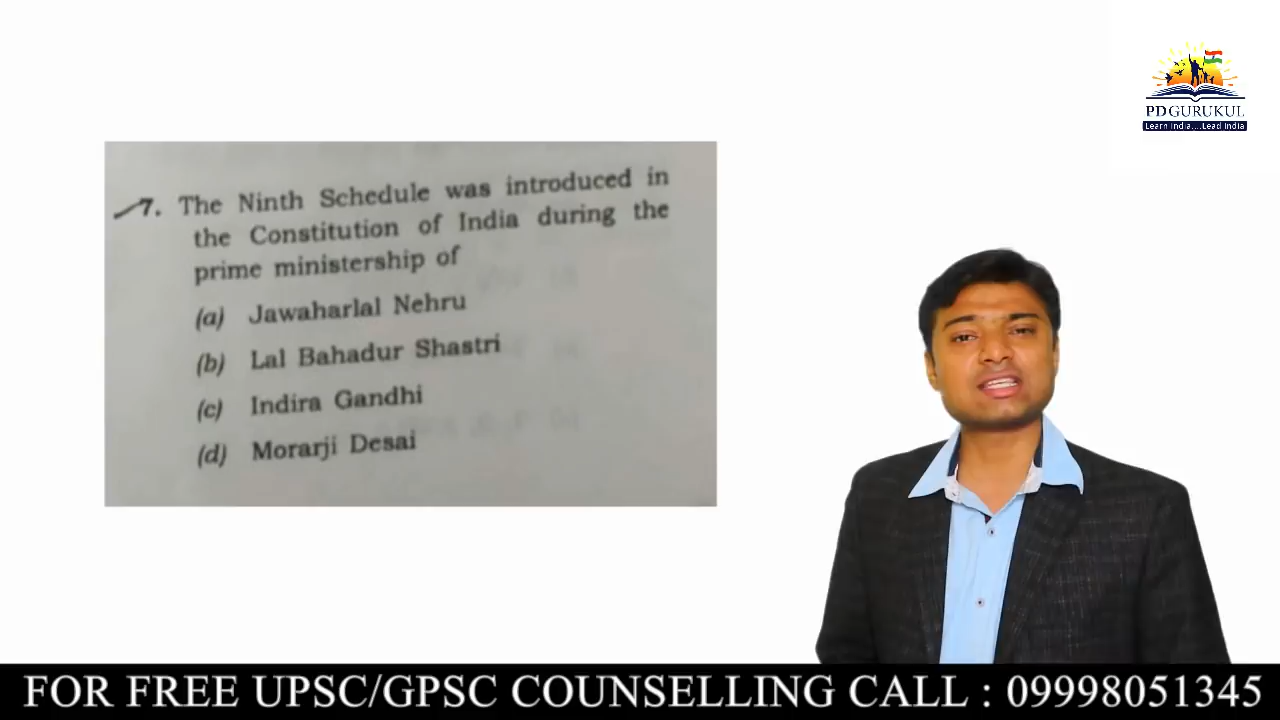 PDGURUKUL
Learn India....Lead India
7. The Ninth Schedule was introduced in
the Constitution of India during the
prime ministership of
(a) Jawaharlal Nehru
(b) Lal Bahadur Shastri
(c) Indira Gandhi
(d) Morarji Desai
FOR FREE UPSC/GPSC COUNSELLING CALL : 09998051345